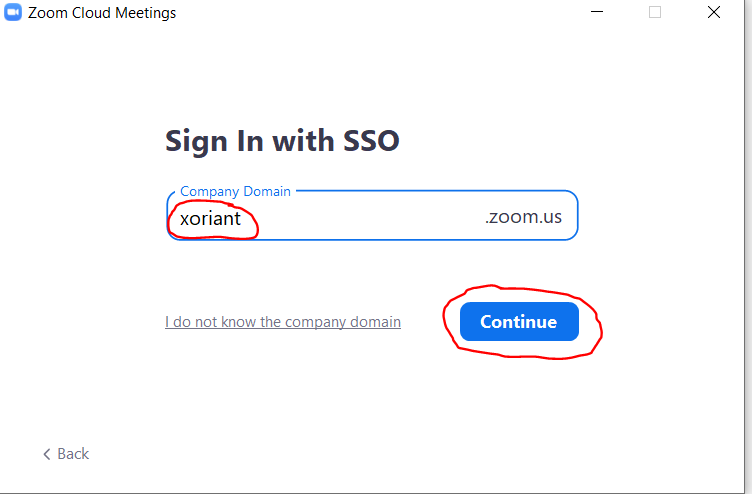 Zoom Cloud Meetings
Sign In with SSO
Company Domain
xoriant .zoom.us
I do not know the company domain Continue
Back